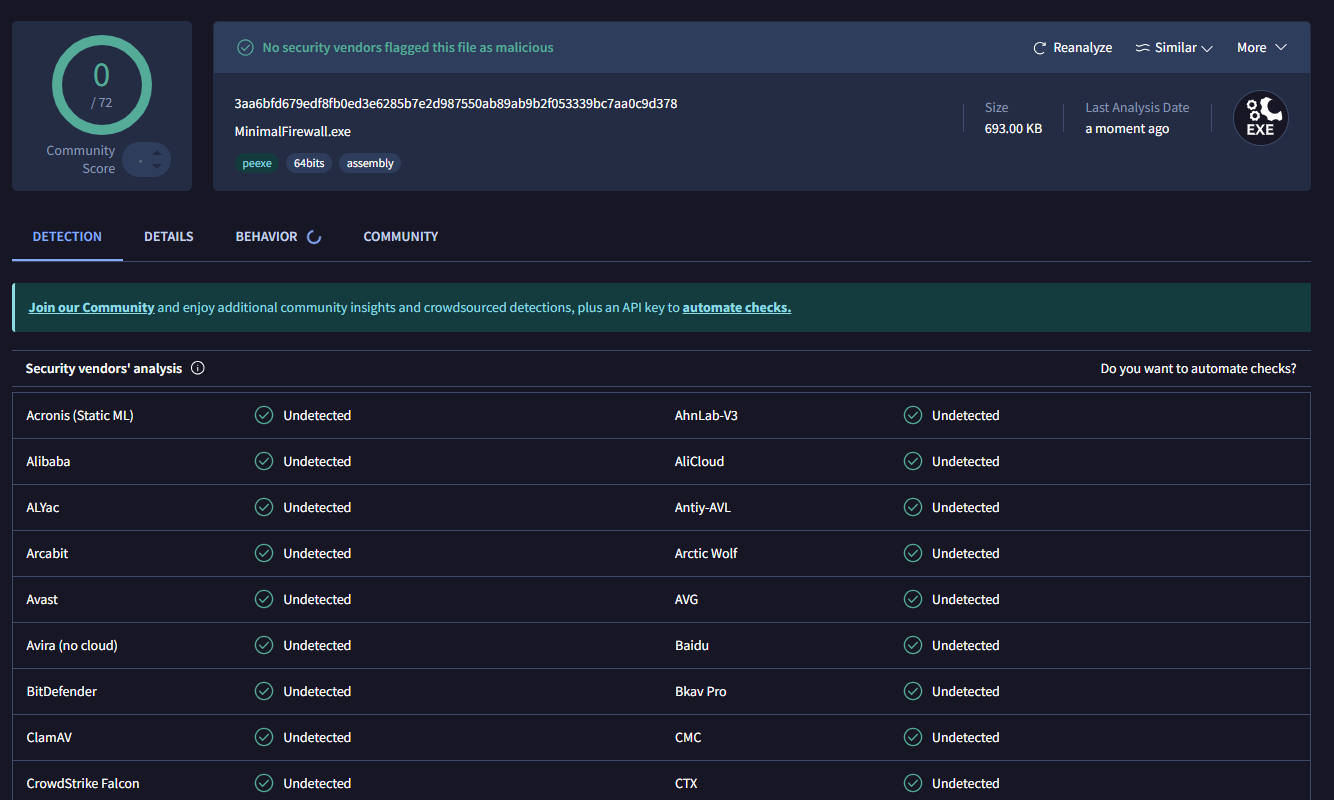 0
/ 72
Community
Score
No security vendors flagged this file as malicious
Reanalyze
Similar
More
3aa6bfd679edf8fb0ed3e6285b7e2d987550ab89ab9b2f053339bc7aa0c9d378
MinimalFirewall.exe
peexe 64bits assembly
Size
693.00 KB
Last Analysis Date
a moment ago
EXE
DETECTION DETAILS BEHAVIOR COMMUNITY
Join our Community and enjoy additional community insights and crowdsourced detections, plus an API key to automate checks.
Security vendors' analysis Do you want to automate checks?
Acronis (Static ML) Undetected AhnLab-V3 Undetected
Alibaba Undetected AliCloud Undetected
ALYac Undetected Antiy-AVL Undetected
Arcabit Undetected Arctic Wolf Undetected
Avast Undetected AVG Undetected
Avira (no cloud) Undetected Baidu Undetected
BitDefender Undetected Bkav Pro Undetected
ClamAV Undetected CMC Undetected
CrowdStrike Falcon Undetected CTX Undetected